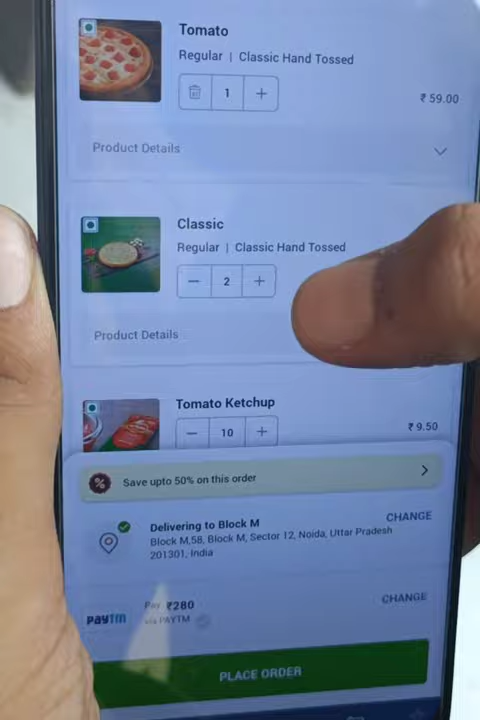 Tomato
Regular | Classic Hand Tossed
1 +
₹ 59.00
Product Details
Classic
Regular | Classic Hand Tossed
− 2 +
Product Details
Tomato Ketchup
− 10 +
₹ 9.50
% Save upto 50% on this order
Delivering to Block M
CHANGE
Block M,58, Block M, Sector 12, Noida, Uttar Pradesh
201301, India
paytm
Pay ₹280
via PAYTM
CHANGE
PLACE ORDER